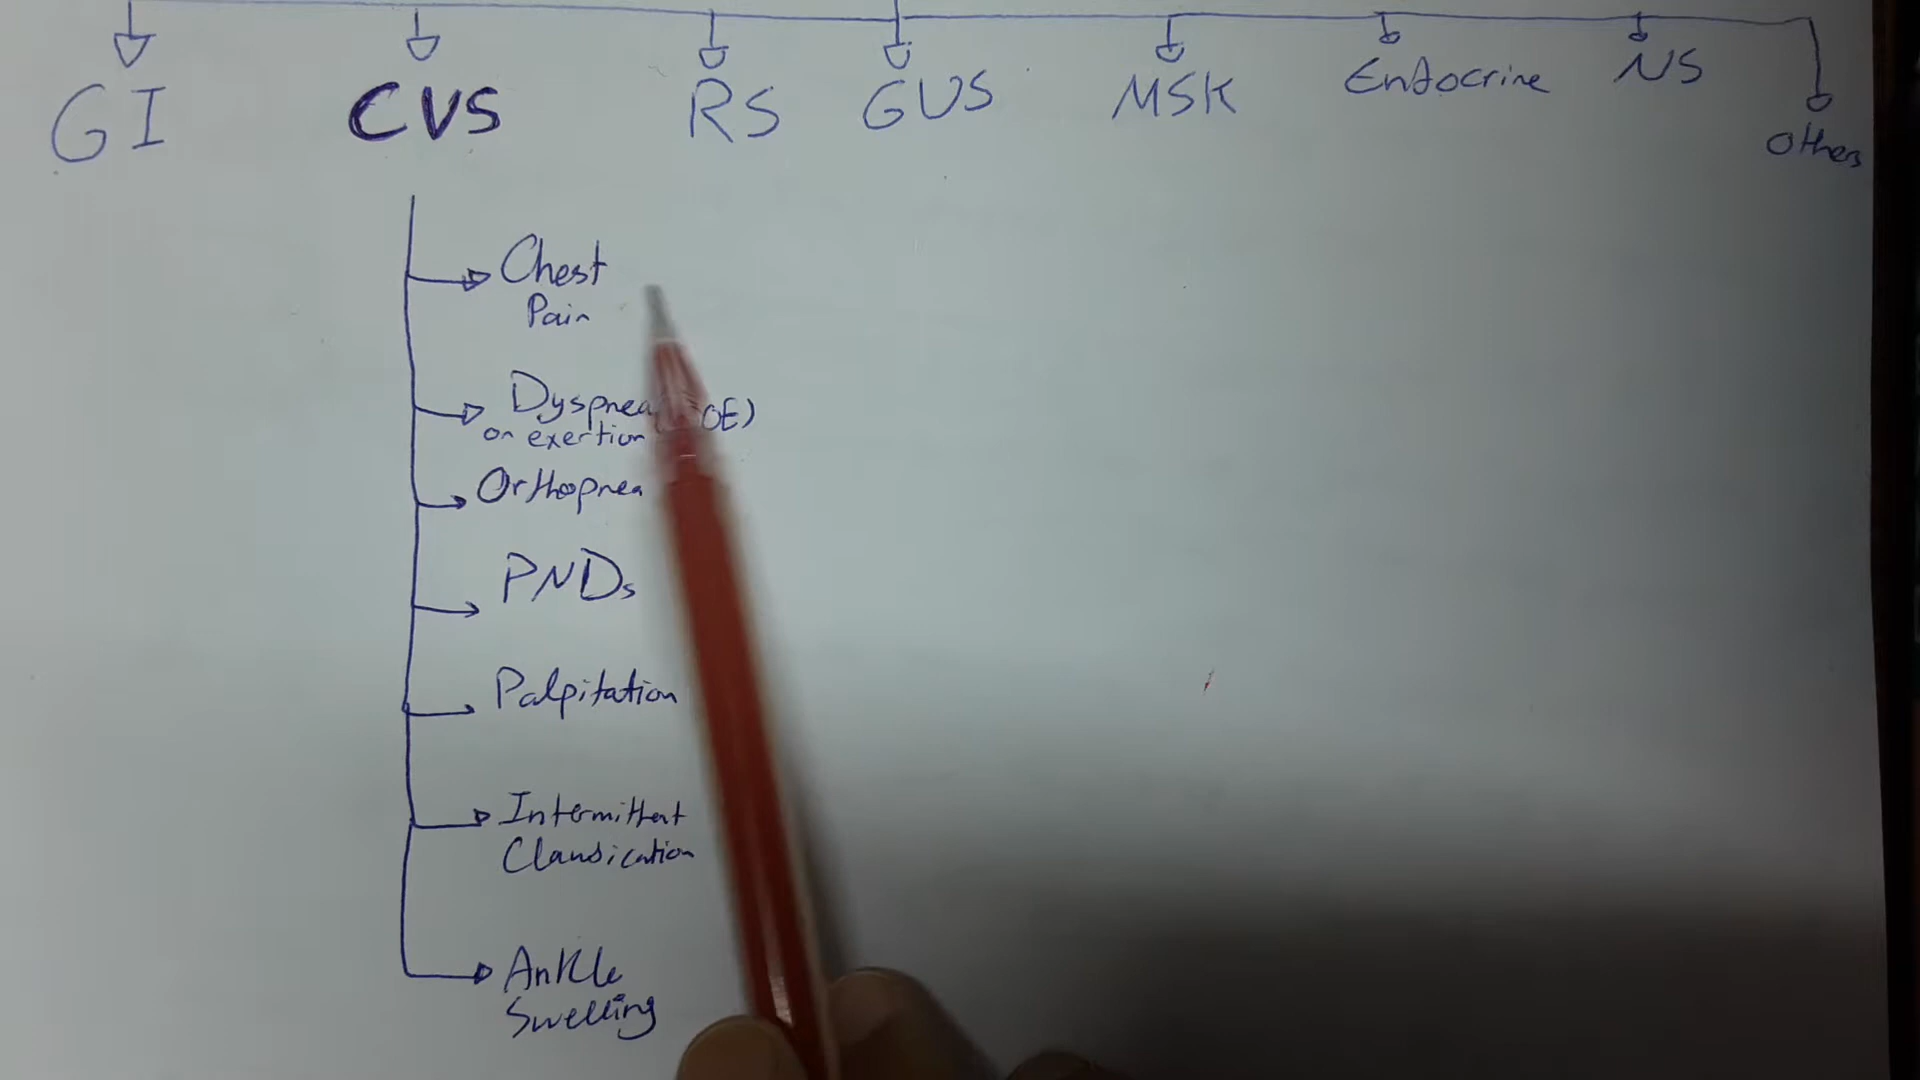 GI CVS RS GUS MSK Endocrine NS Others
Chest
Pain
Dyspnea OE)
on exertion
Orthopnea
PNDs
Palpitation
Intermittent
Claudication
Ankle
Swelling